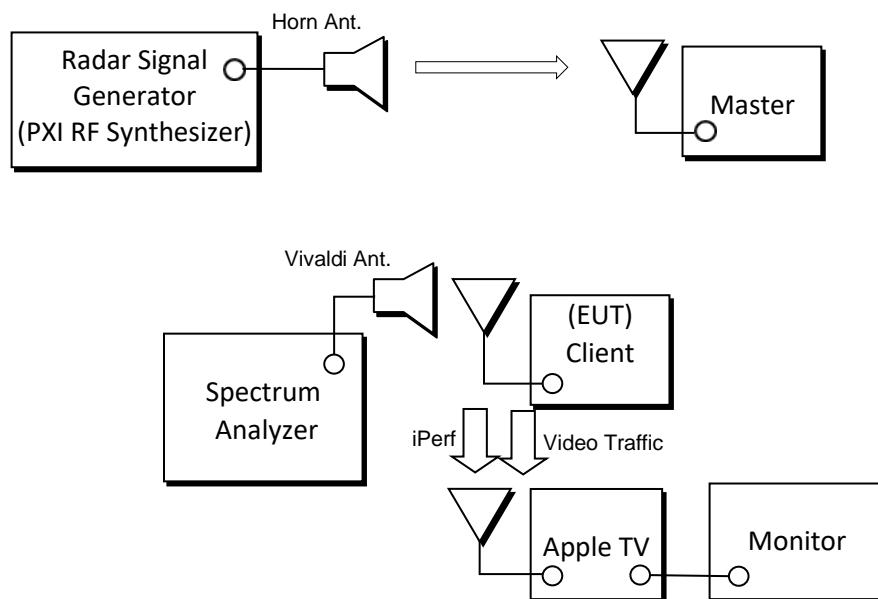 Horn Ant.
Radar Signal
Generator
(PXI RF Synthesizer)
Master
Vivaldi Ant.
(EUT)
Client
Spectrum
Analyzer
iPerf
Video Traffic
Apple TV
Monitor